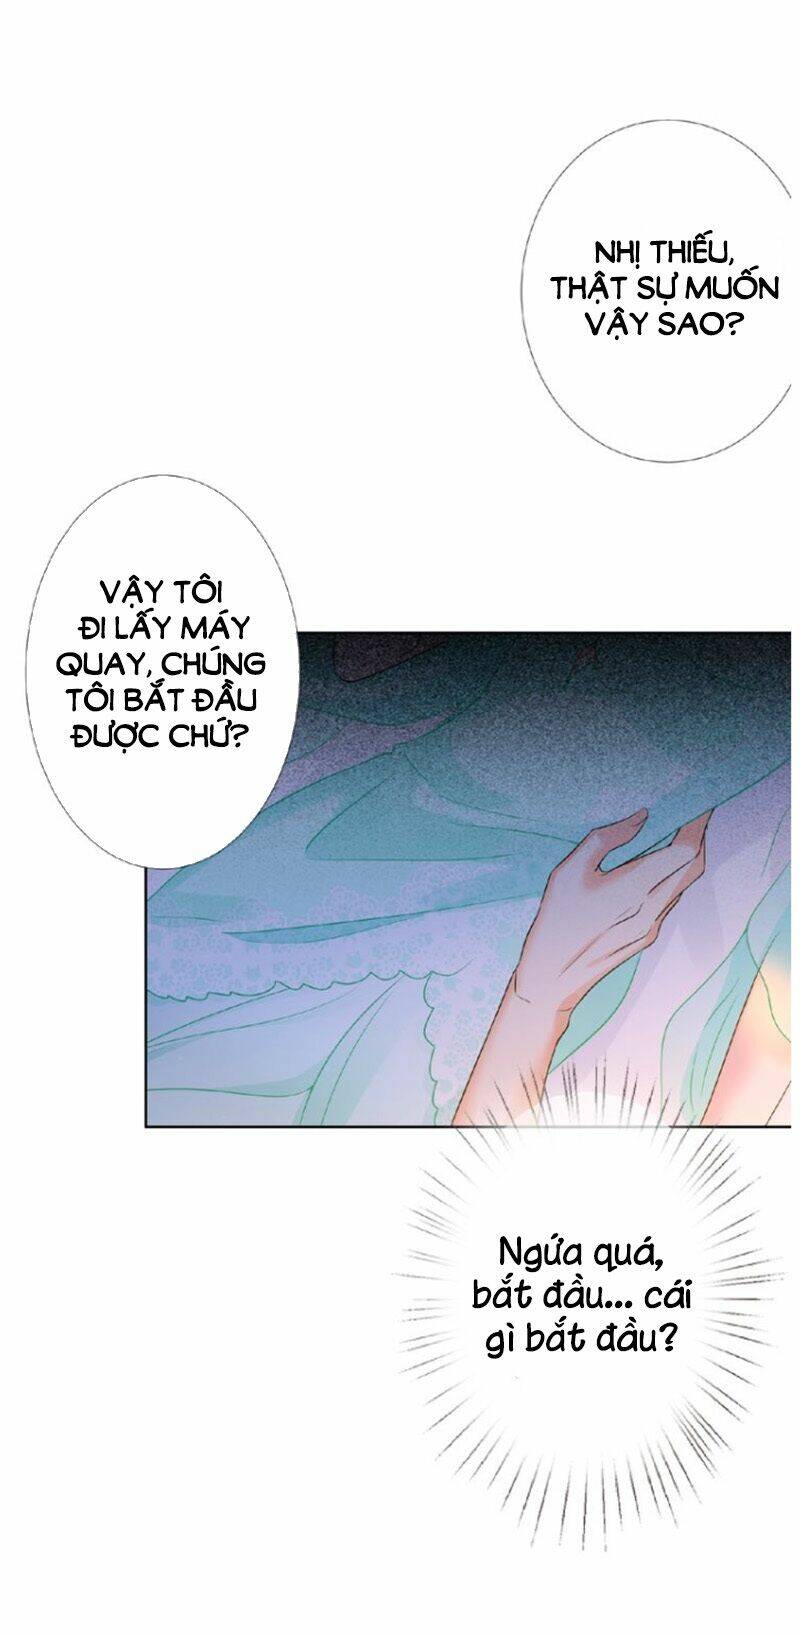 NHỊ THIẾU,
THẬT SỰ MUỐN
VẬY SAO?
VẬY TÔI
ĐI LẤY MÁY
QUAY, CHÚNG
TÔI BẮT ĐẦU
ĐƯỢC CHỨ?
Ngứa quá,
bắt đầu... cái
gì bắt đầu?